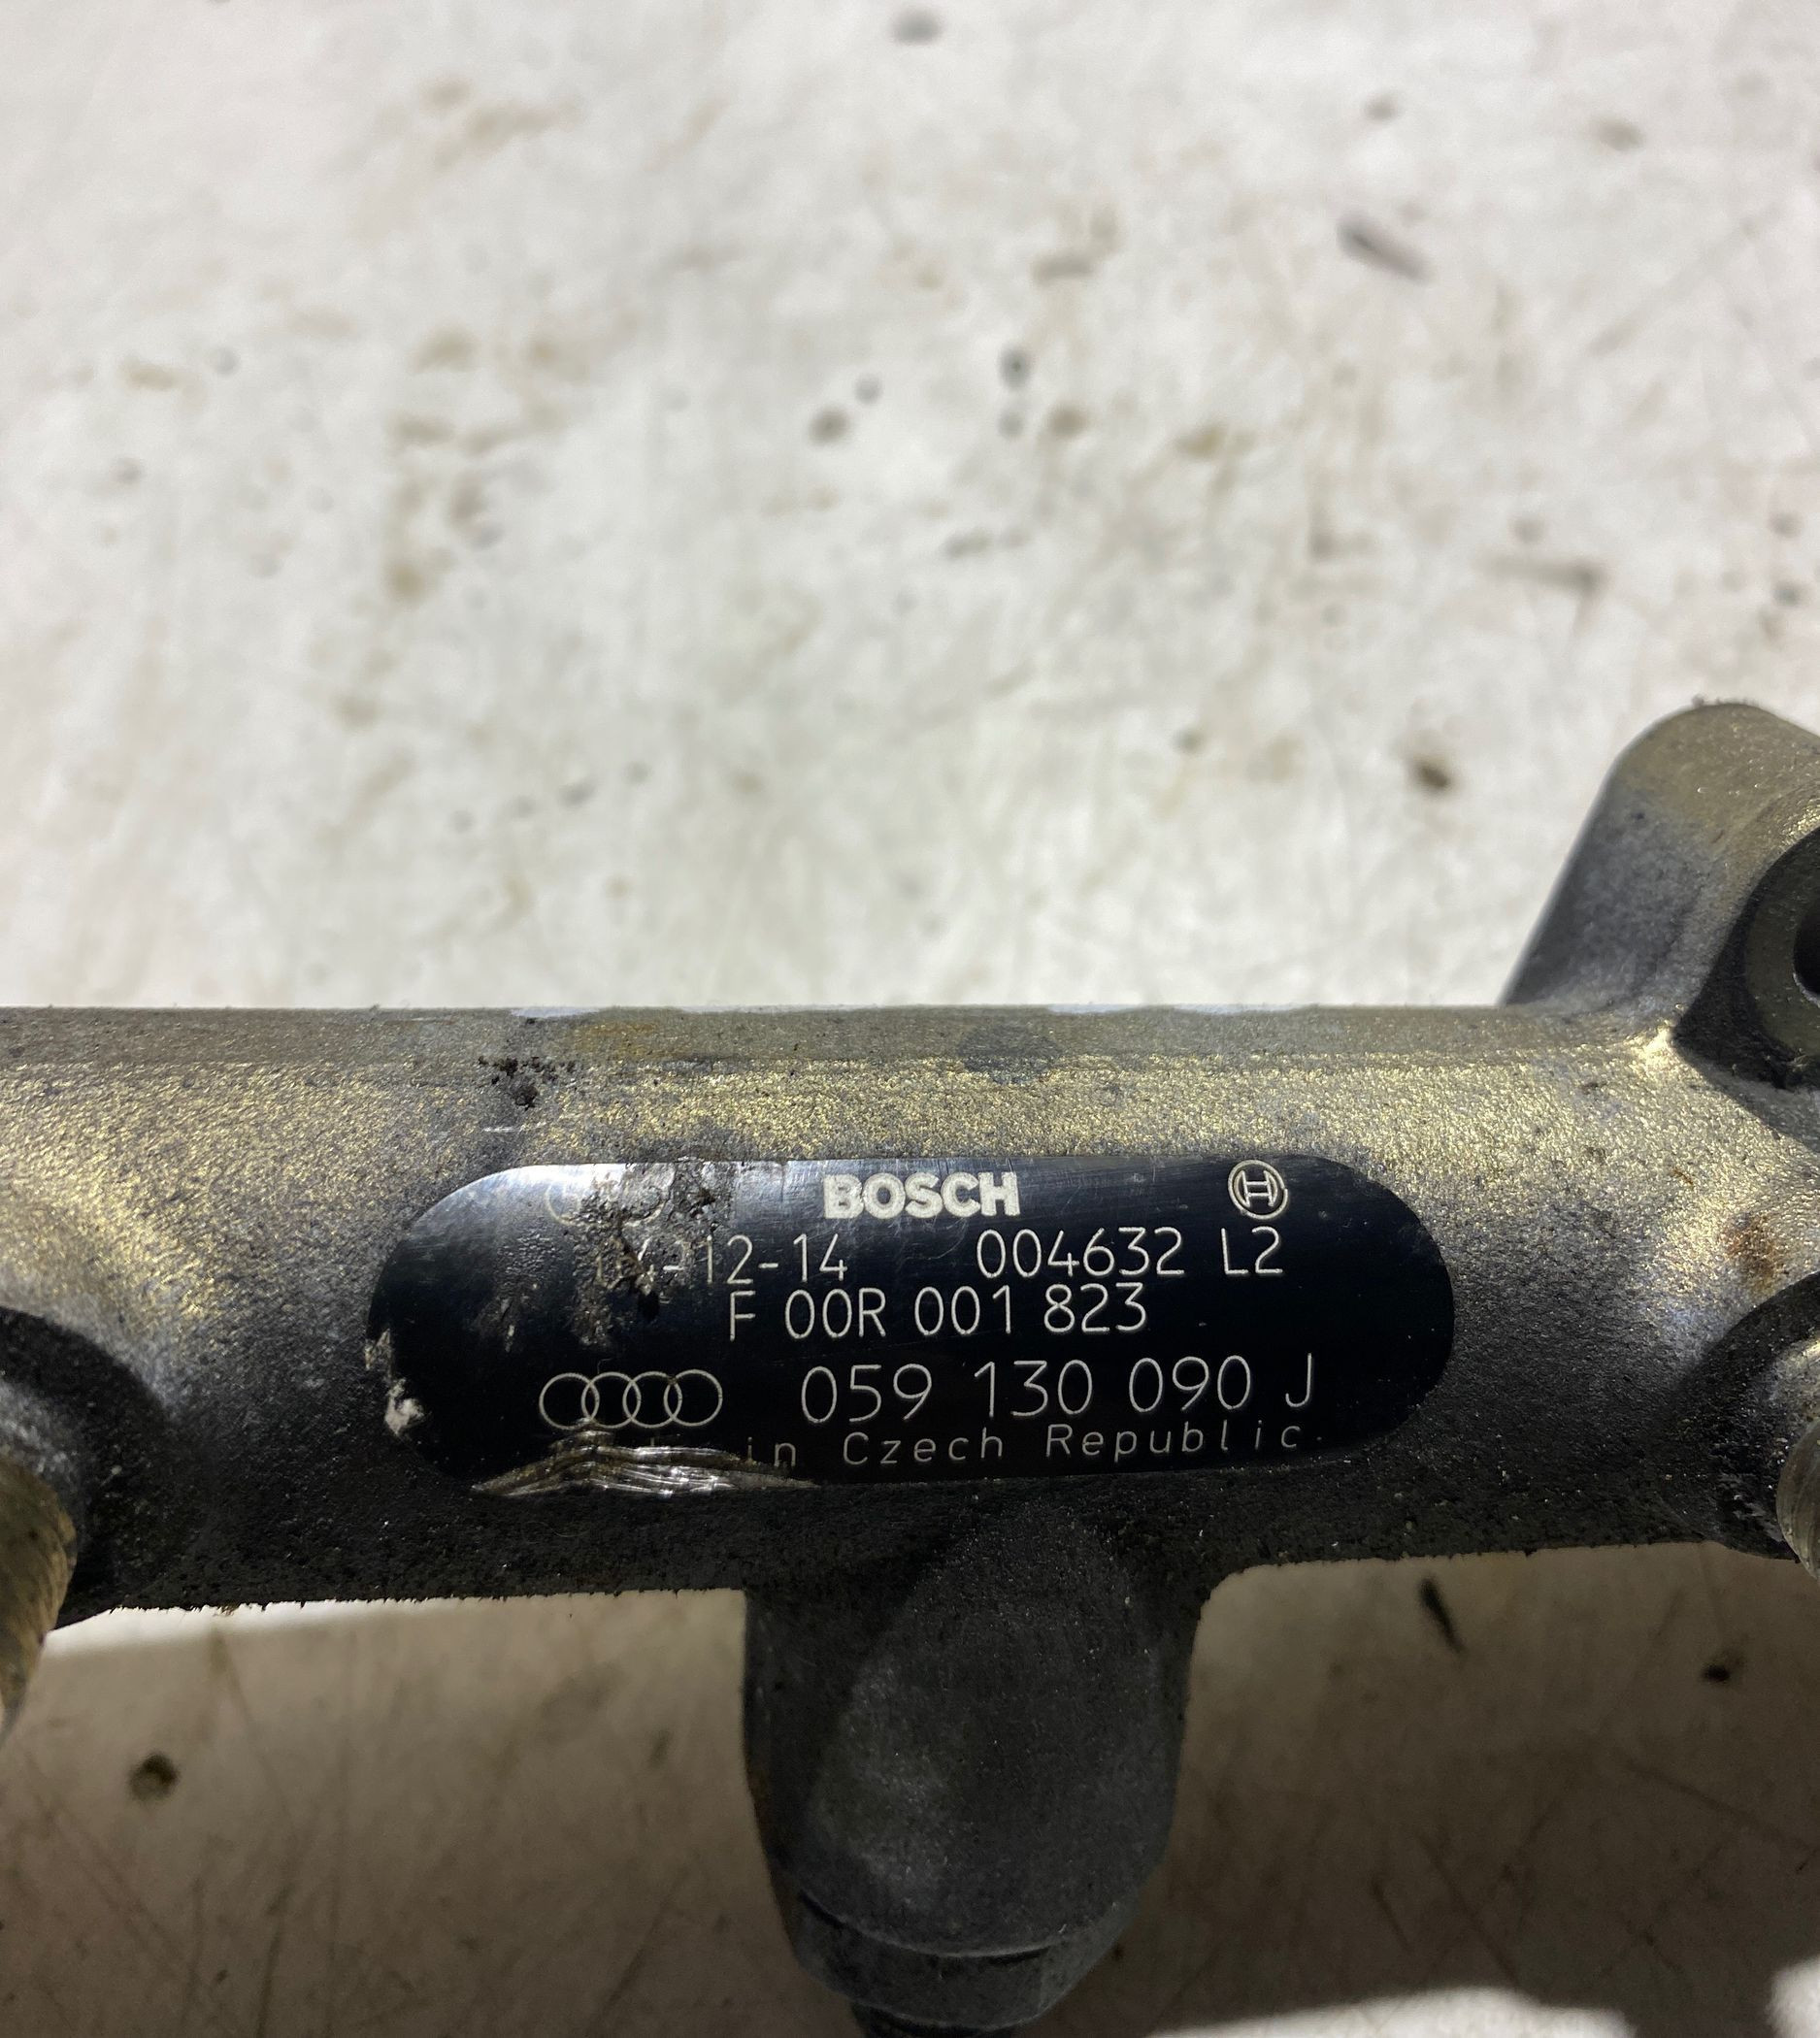 BOSCH
12-14 004632 L2
F 00R 001 823
059 130 090 J
in Czech Republic